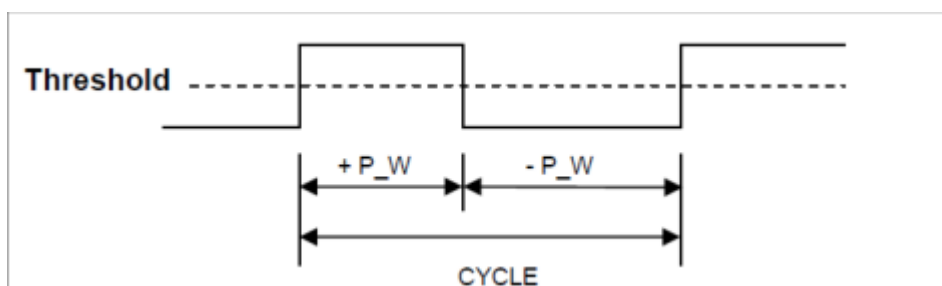 Threshold
+ P_W - P_W
CYCLE